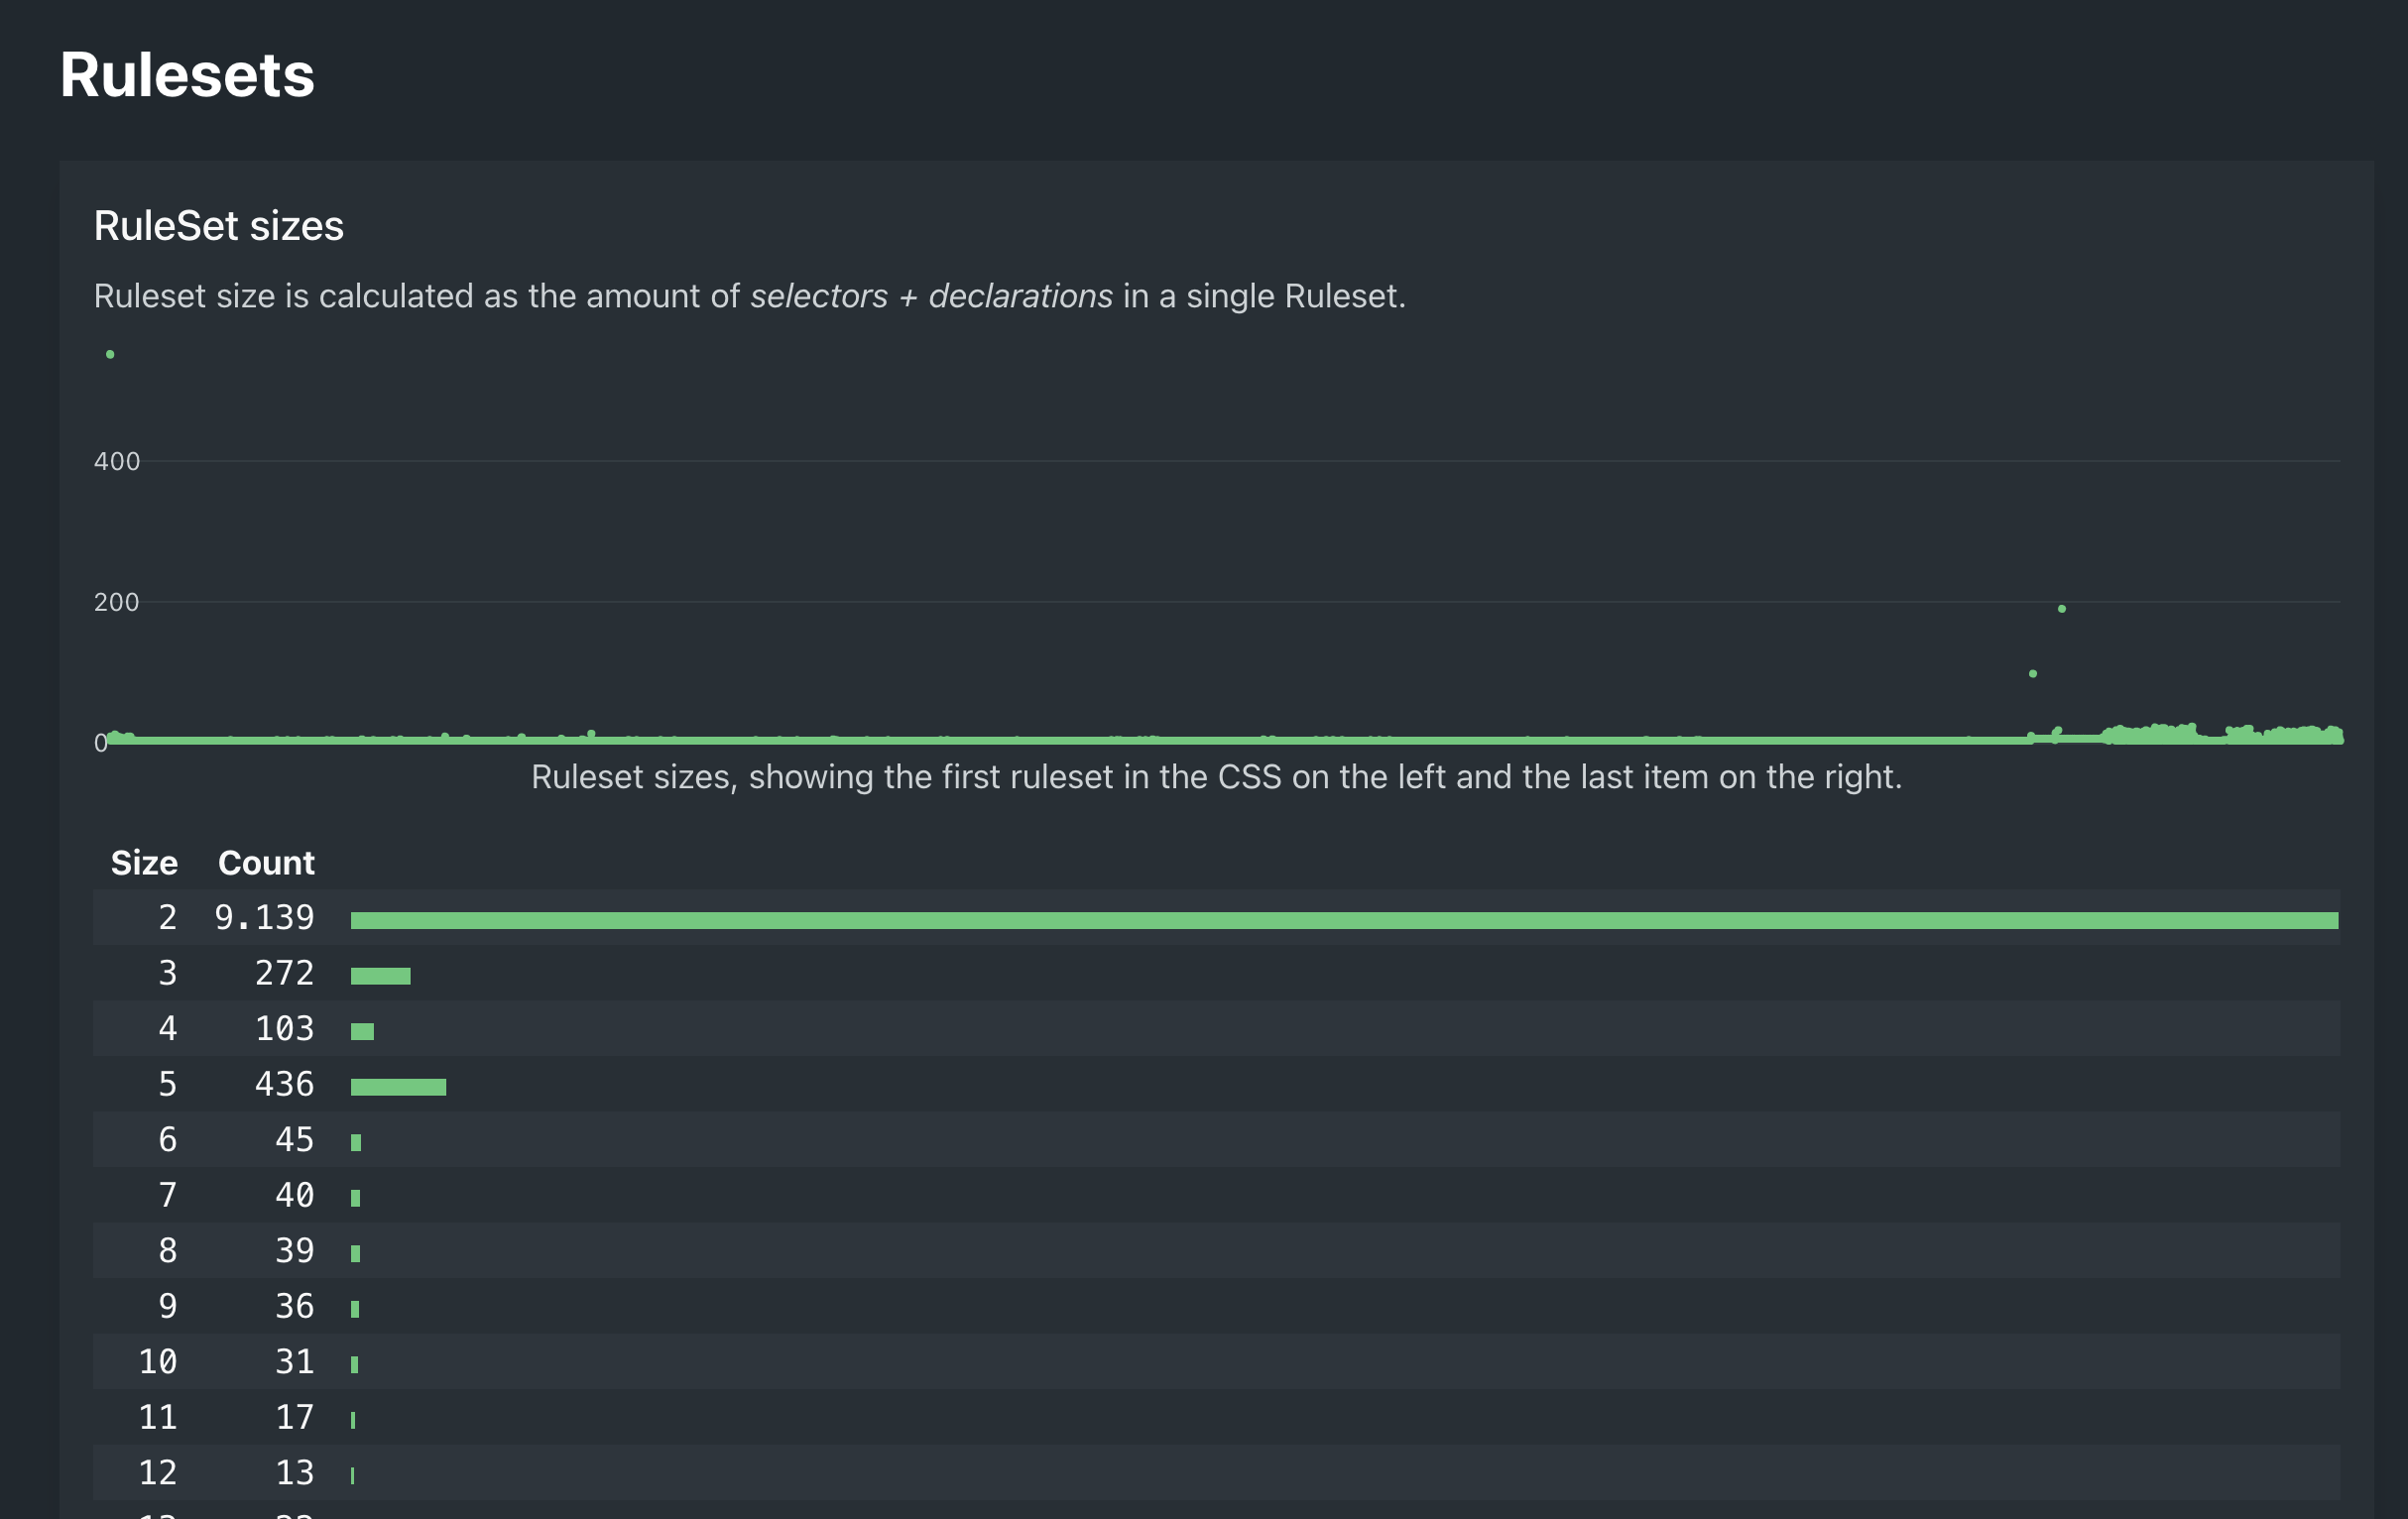 Rulesets
RuleSet sizes
Ruleset size is calculated as the amount of selectors + declarations in a single Ruleset.
400
200
0
Ruleset sizes, showing the first ruleset in the CSS on the left and the last item on the right.
Size Count
2 9.139
3 272
4 103
5 436
6 45
7 40
8 39
9 36
10 31
11 17
12 13